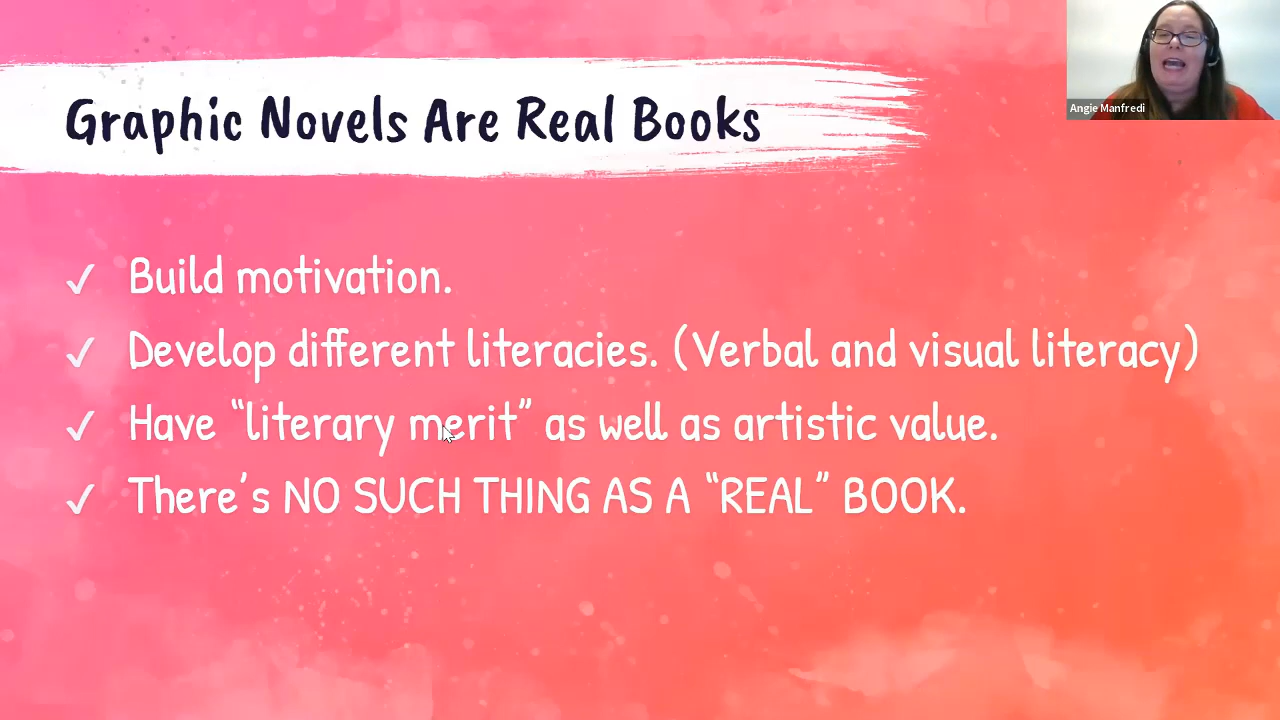 Graphic Novels Are Real Books
Angie Manfredi
✓ Build motivation.
✓ Develop different literacies. (Verbal and visual literacy)
✓ Have “literary merit” as well as artistic value.
✓ There’s NO SUCH THING AS A “REAL” BOOK.